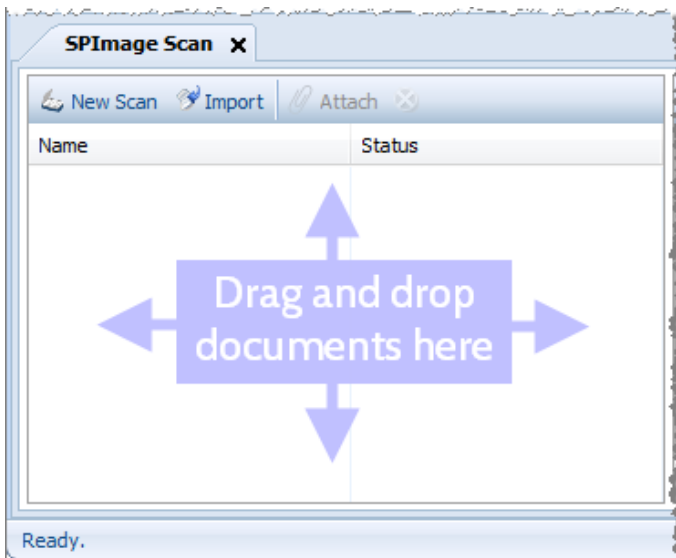 SPImage Scan
New Scan Import Attach
Name Status
Drag and drop
documents here
Ready.